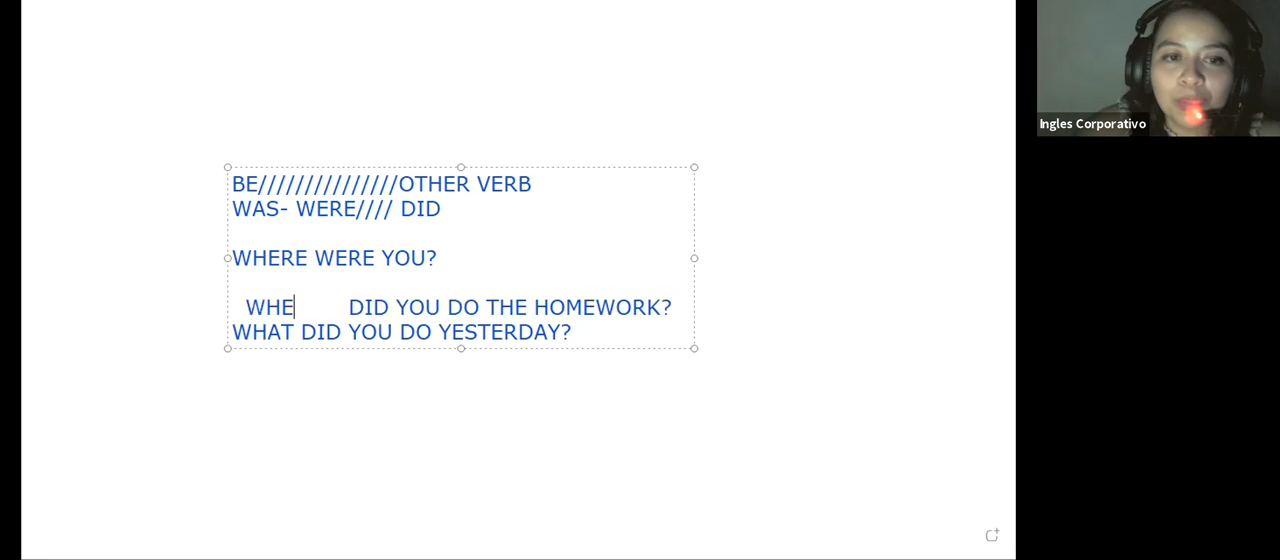 BE///////////////OTHER VERB
WAS- WERE//// DID
WHERE WERE YOU?
WHE DID YOU DO THE HOMEWORK?
WHAT DID YOU DO YESTERDAY?
Ingles Corporativo